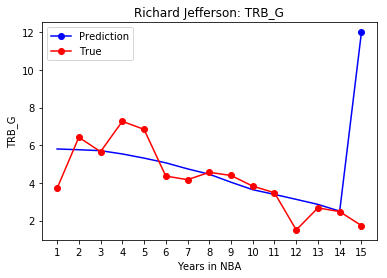 Richard Jefferson: TRB_G
Prediction
True
12
10
8
6
4
2
TRB_G
1 2 3 4 5 6 7 8 9 10 11 12 13 14 15
Years in NBA